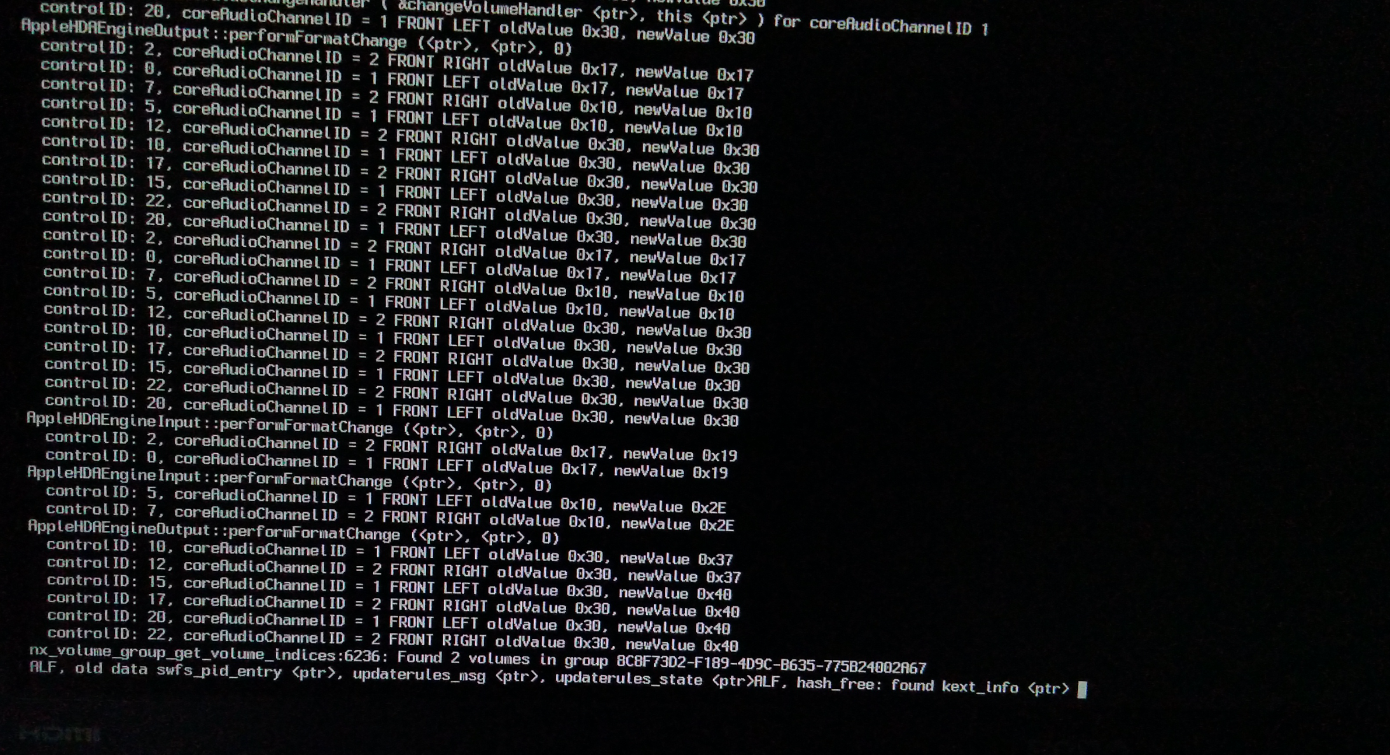 ( &changeVolumeHandler <ptr>, this <ptr> ) for coreAudioChannelID 1
controlID: 20, coreAudioChannelID = 1 FRONT LEFT oldValue 0x30, newValue 0x30
AppleHDAEngineOutput::performFormatChange (<ptr>, <ptr>, 0)
controlID: 2, coreAudioChannelID = 2 FRONT RIGHT oldValue 0x17, newValue 0x17
controlID: 0, coreAudioChannelID = 1 FRONT LEFT oldValue 0x17, newValue 0x17
controlID: 7, coreAudioChannelID = 2 FRONT RIGHT oldValue 0x10, newValue 0x10
controlID: 5, coreAudioChannelID = 1 FRONT LEFT oldValue 0x10, newValue 0x10
controlID: 12, coreAudioChannelID = 2 FRONT RIGHT oldValue 0x30, newValue 0x30
controlID: 10, coreAudioChannelID = 1 FRONT LEFT oldValue 0x30, newValue 0x30
controlID: 17, coreAudioChannelID = 2 FRONT RIGHT oldValue 0x30, newValue 0x30
controlID: 15, coreAudioChannelID = 1 FRONT LEFT oldValue 0x30, newValue 0x30
controlID: 22, coreAudioChannelID = 2 FRONT RIGHT oldValue 0x30, newValue 0x30
controlID: 20, coreAudioChannelID = 1 FRONT LEFT oldValue 0x30, newValue 0x30
controlID: 2, coreAudioChannelID = 2 FRONT RIGHT oldValue 0x17, newValue 0x17
controlID: 0, coreAudioChannelID = 1 FRONT LEFT oldValue 0x17, newValue 0x17
controlID: 7, coreAudioChannelID = 2 FRONT RIGHT oldValue 0x10, newValue 0x10
controlID: 5, coreAudioChannelID = 1 FRONT LEFT oldValue 0x10, newValue 0x10
controlID: 12, coreAudioChannelID = 2 FRONT RIGHT oldValue 0x30, newValue 0x30
controlID: 10, coreAudioChannelID = 1 FRONT LEFT oldValue 0x30, newValue 0x30
controlID: 17, coreAudioChannelID = 2 FRONT RIGHT oldValue 0x30, newValue 0x30
controlID: 15, coreAudioChannelID = 1 FRONT LEFT oldValue 0x30, newValue 0x30
controlID: 22, coreAudioChannelID = 2 FRONT RIGHT oldValue 0x30, newValue 0x30
controlID: 20, coreAudioChannelID = 1 FRONT LEFT oldValue 0x30, newValue 0x30
AppleHDAEngineInput::performFormatChange (<ptr>, <ptr>, 0)
controlID: 2, coreAudioChannelID = 2 FRONT RIGHT oldValue 0x17, newValue 0x19
controlID: 0, coreAudioChannelID = 1 FRONT LEFT oldValue 0x17, newValue 0x19
AppleHDAEngineInput::performFormatChange (<ptr>, <ptr>, 0)
controlID: 5, coreAudioChannelID = 1 FRONT LEFT oldValue 0x10, newValue 0x2E
controlID: 7, coreAudioChannelID = 2 FRONT RIGHT oldValue 0x10, newValue 0x2E
AppleHDAEngineOutput::performFormatChange (<ptr>, <ptr>, 0)
controlID: 10, coreAudioChannelID = 1 FRONT LEFT oldValue 0x30, newValue 0x37
controlID: 12, coreAudioChannelID = 2 FRONT RIGHT oldValue 0x30, newValue 0x37
controlID: 15, coreAudioChannelID = 1 FRONT LEFT oldValue 0x30, newValue 0x40
controlID: 17, coreAudioChannelID = 2 FRONT RIGHT oldValue 0x30, newValue 0x40
controlID: 20, coreAudioChannelID = 1 FRONT LEFT oldValue 0x30, newValue 0x40
controlID: 22, coreAudioChannelID = 2 FRONT RIGHT oldValue 0x30, newValue 0x40
nx_volume_group_get_volume_indices:6236: Found 2 volumes in group 8C8F73D2-F189-4D9C-B635-775B24002A67
ALF, old data swfs_pid_entry <ptr>, updaterules_msg <ptr>, updaterules_state <ptr>ALF, hash_free: found kext_info <ptr>
HDMI